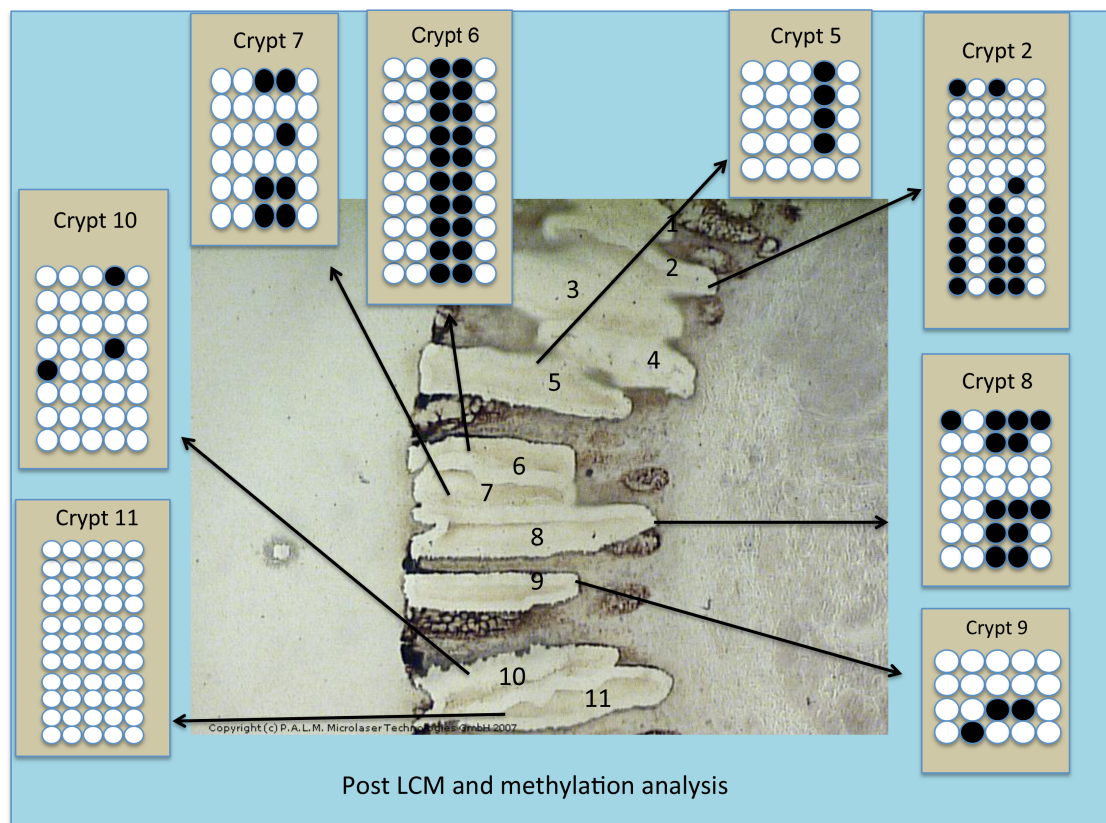 Crypt 7
Crypt 6
Crypt 5
Crypt 2
Crypt 10
1
2
3
4
5
Crypt 8
6
7
8
Crypt 11
9
Crypt 9
10
11
Copyright (c) P.A.L.M. Microlaser Technologies GmbH 2007
Post LCM and methylation analysis